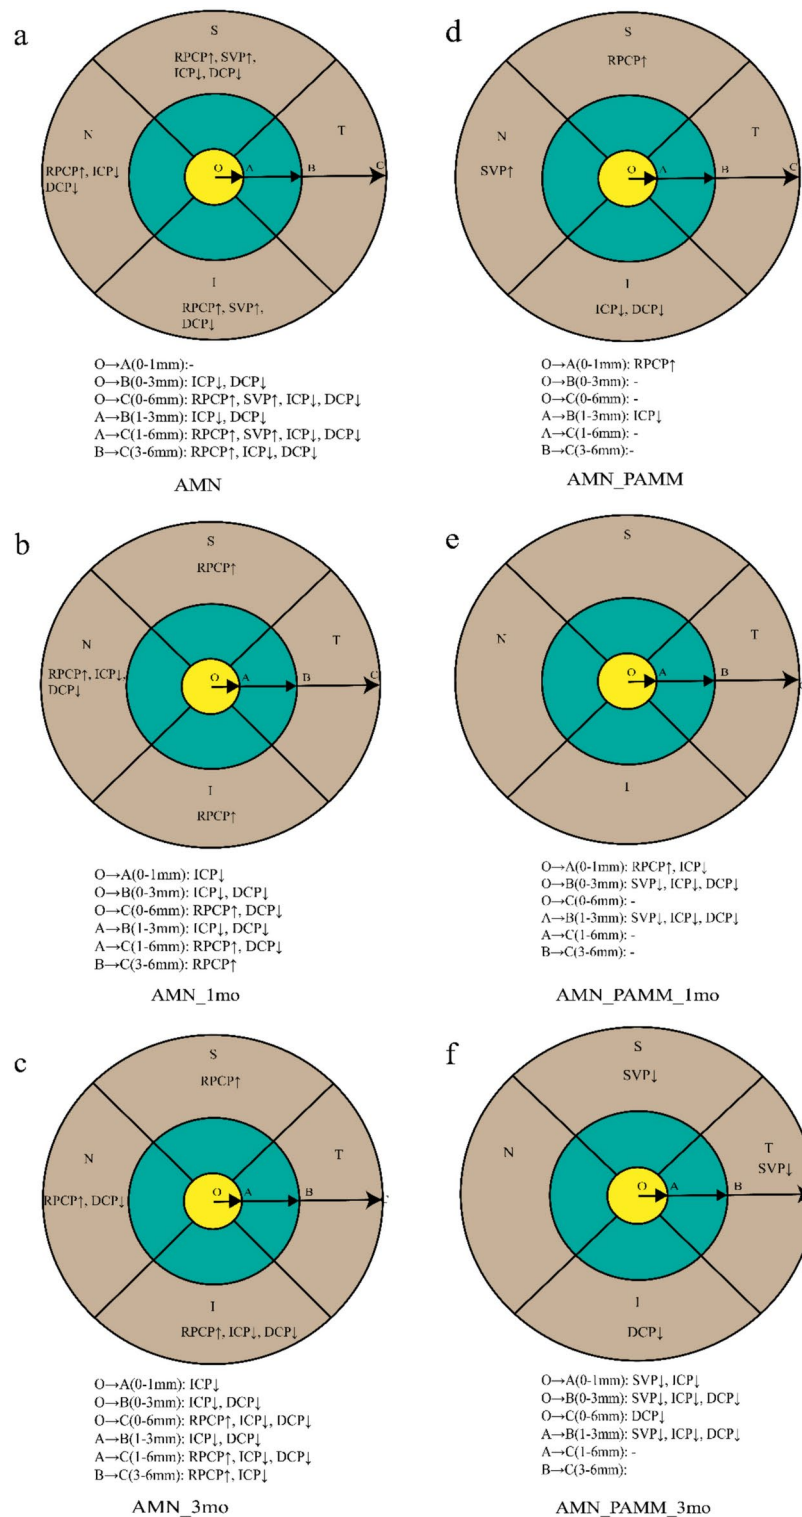 a
S
RPCP↑, SVP↑,
ICP↓, DCP↓
N
RPCP↑, ICP↓
DCP↓
T
O
A
B
C
I
RPCP↑, SVP↑,
DCP↓
O→A(0-1mm):-
O→B(0-3mm): ICP↓, DCP↓
O→C(0-6mm): RPCP↑, SVP↑, ICP↓, DCP↓
A→B(1-3mm): ICP↓, DCP↓
A→C(1-6mm): RPCP↑, SVP↑, ICP↓, DCP↓
B→C(3-6mm): RPCP↑, ICP↓, DCP↓
AMN
d
S
RPCP↑
N
SVP↑
T
O
A
B
C
I
ICP↓, DCP↓
O→A(0-1mm): RPCP↑
O→B(0-3mm): -
O→C(0-6mm): -
A→B(1-3mm): ICP↓
A→C(1-6mm): -
B→C(3-6mm):-
AMN_PAMM
b
S
RPCP↑
N
RPCP↑, ICP↓,
DCP↓
T
O
A
B
C
I
RPCP↑
O→A(0-1mm): ICP↓
O→B(0-3mm): ICP↓, DCP↓
O→C(0-6mm): RPCP↑, DCP↓
A→B(1-3mm): ICP↓, DCP↓
A→C(1-6mm): RPCP↑, DCP↓
B→C(3-6mm): RPCP↑
AMN_1mo
e
S
N
T
O
A
B
I
O→A(0-1mm): RPCP↑, ICP↓
O→B(0-3mm): SVP↓, ICP↓, DCP↓
O→C(0-6mm): -
A→B(1-3mm): SVP↓, ICP↓, DCP↓
A→C(1-6mm): -
B→C(3-6mm): -
AMN_PAMM_1mo
c
S
RPCP↑
N
RPCP↑, DCP↓
T
O
A
B
C
I
RPCP↑, ICP↓, DCP↓
O→A(0-1mm): ICP↓
O→B(0-3mm): ICP↓, DCP↓
O→C(0-6mm): RPCP↑, ICP↓, DCP↓
A→B(1-3mm): ICP↓, DCP↓
A→C(1-6mm): RPCP↑, ICP↓, DCP↓
B→C(3-6mm): RPCP↑, ICP↓
AMN_3mo
f
S
SVP↓
N
T
SVP↓
O
A
B
I
DCP↓
O→A(0-1mm): SVP↓, ICP↓
O→B(0-3mm): SVP↓, ICP↓, DCP↓
O→C(0-6mm): DCP↓
A→B(1-3mm): SVP↓, ICP↓, DCP↓
A→C(1-6mm): -
B→C(3-6mm):
AMN_PAMM_3mo